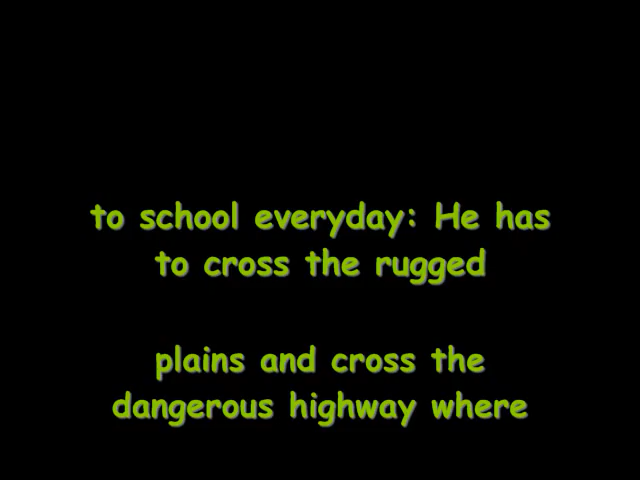 to school everyday: He has
to cross the rugged
plains and cross the
dangerous highway where